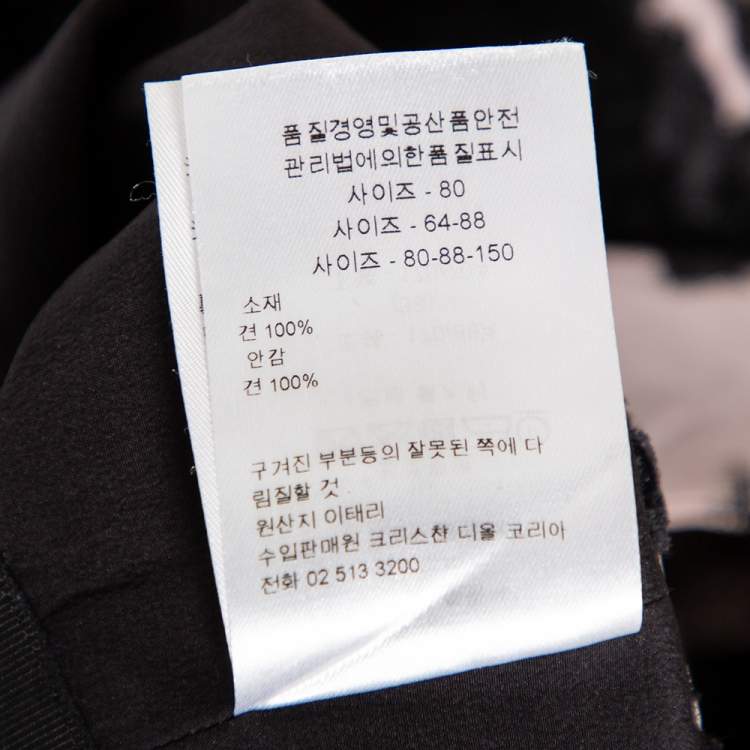 품질경영및공산품안전
관리법에의한품질표시
사이즈 - 80
사이즈 - 64-88
사이즈 - 80-88-150
소재
견 100%
안감
견 100%
구겨진 부분등의 잘못된 쪽에 다
림질할 것.
원산지 이태리
수입판매원 크리스챤 디올 코리아
전화 02 513 3200